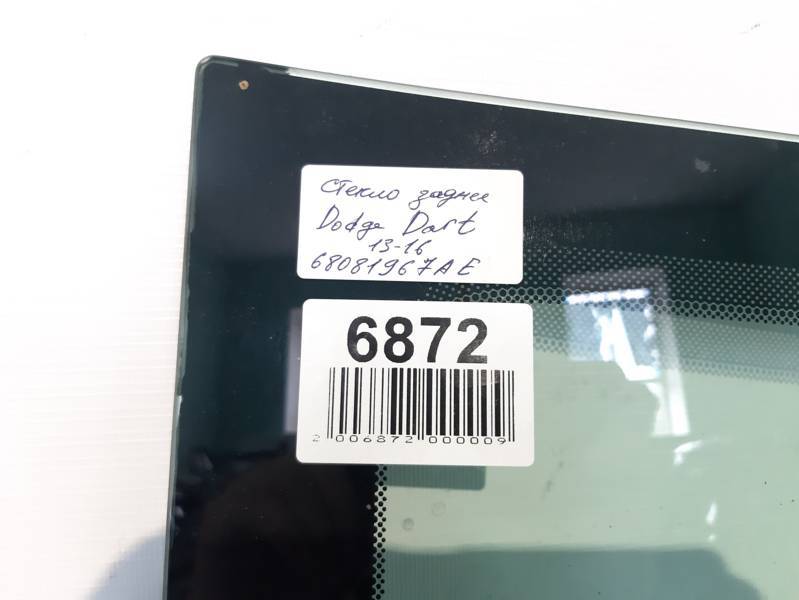 Стекло заднее
Dodge Dart
13-16
68081967AE
6872
2 006872 000009